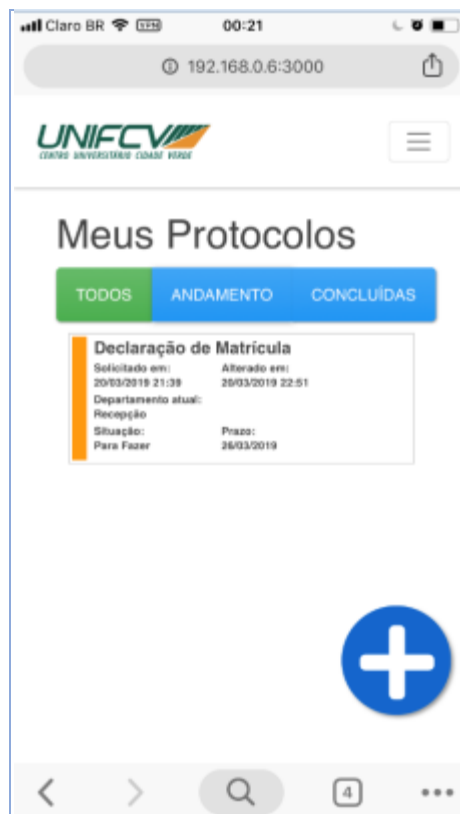 Claro BR VPN 00:21
192.168.0.6:3000
UNIFCV
CENTRO UNIVERSITÁRIO CIDADE VERDE
Meus Protocolos
TODOS ANDAMENTO CONCLUÍDAS
Declaração de Matrícula
Solicitado em: Alterado em:
20/03/2019 21:39 20/03/2019 22:51
Departamento atual:
Recepção
Situação: Prazo:
Para Fazer 26/03/2019
4